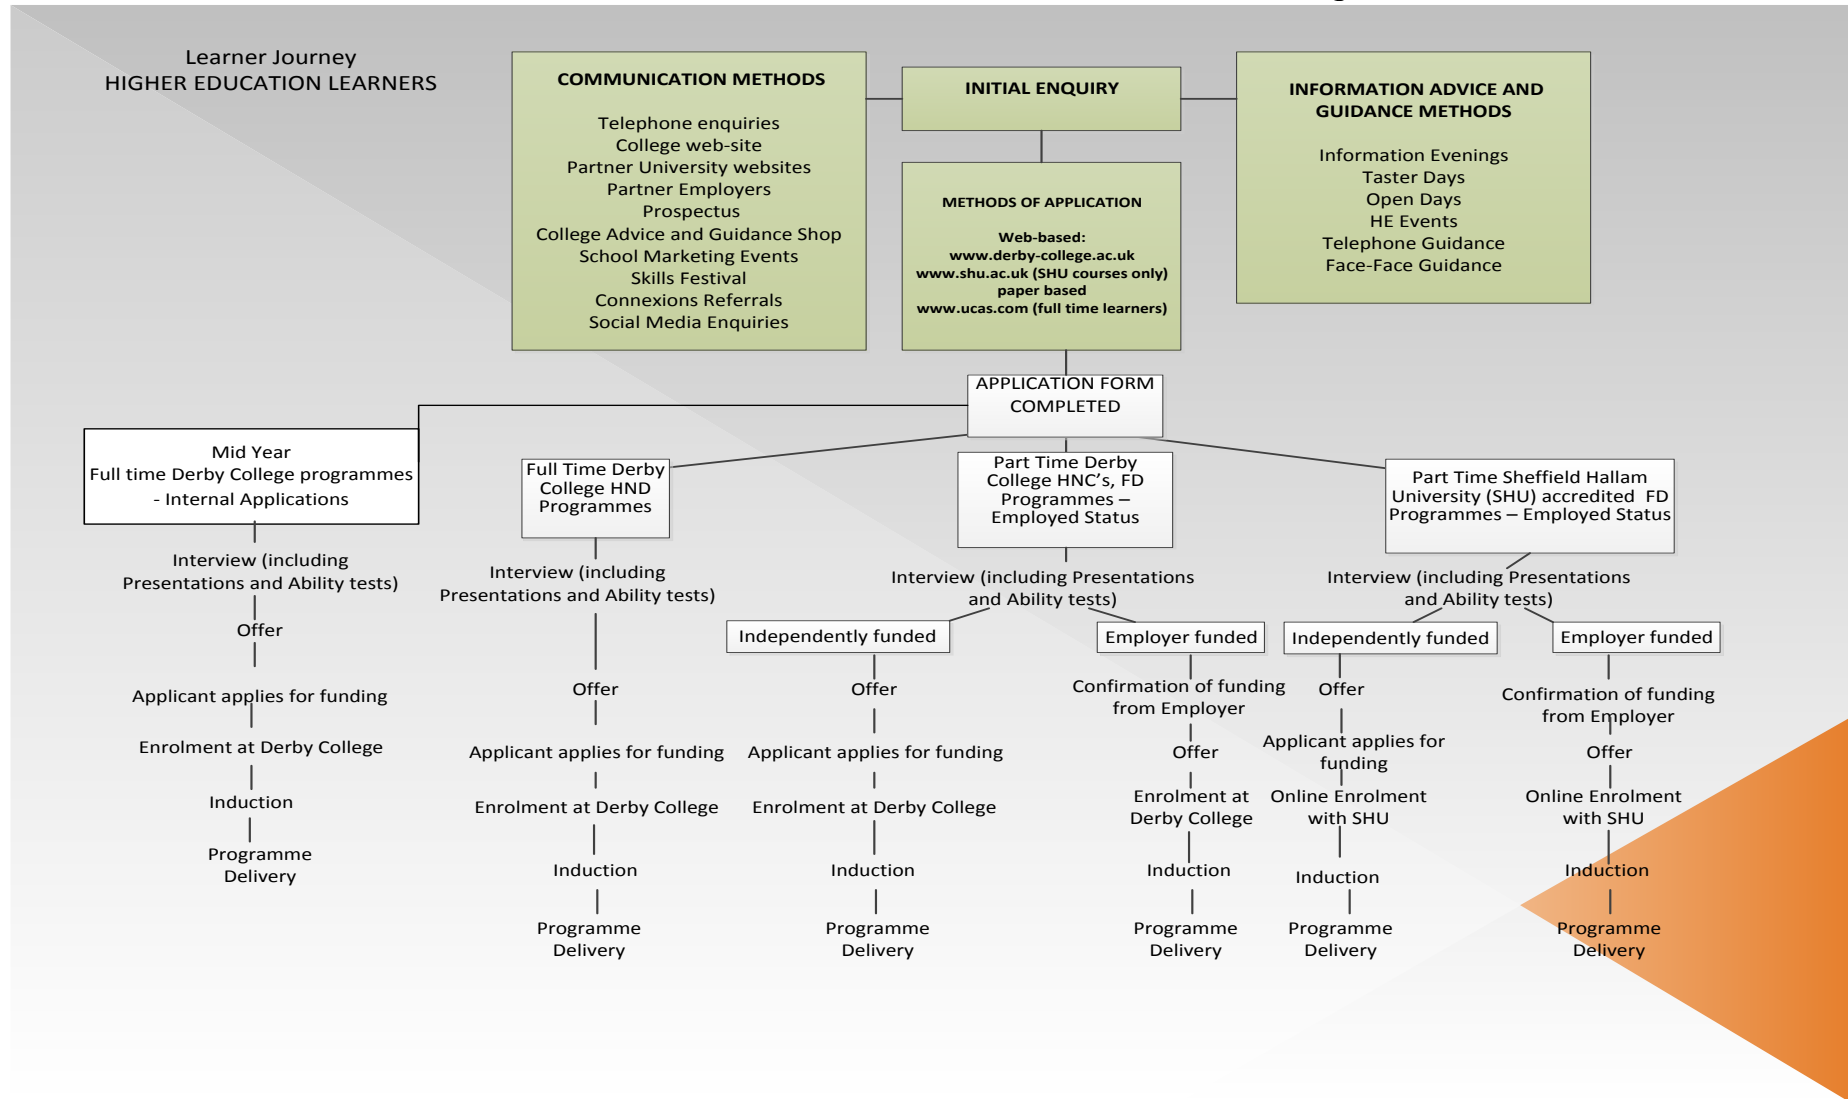 Learner Journey
HIGHER EDUCATION LEARNERS
COMMUNICATION METHODS
Telephone enquiries
College web-site
Partner University websites
Partner Employers
Prospectus
College Advice and Guidance Shop
School Marketing Events
Skills Festival
Connexions Referrals
Social Media Enquiries
INITIAL ENQUIRY
METHODS OF APPLICATION
Web-based:
www.derby-college.ac.uk
www.shu.ac.uk (SHU courses only)
paper based
www.ucas.com (full time learners)
INFORMATION ADVICE AND
GUIDANCE METHODS
Information Evenings
Taster Days
Open Days
HE Events
Telephone Guidance
Face-Face Guidance
APPLICATION FORM
COMPLETED
Mid Year
Full time Derby College programmes
- Internal Applications
Interview (including
Presentations and Ability tests)
Offer
Applicant applies for funding
Enrolment at Derby College
Induction
Programme
Delivery
Full Time Derby
College HND
Programmes
Interview (including
Presentations and Ability tests)
Offer
Applicant applies for funding
Enrolment at Derby College
Induction
Programme
Delivery
Part Time Derby
College HNC's, FD
Programmes –
Employed Status
Interview (including Presentations
and Ability tests)
Independently funded
Offer
Applicant applies for funding
Enrolment at Derby College
Induction
Programme
Delivery
Employer funded
Confirmation of funding
from Employer
Offer
Enrolment at
Derby College
Induction
Programme
Delivery
Part Time Sheffield Hallam
University (SHU) accredited  FD
Programmes – Employed Status
Interview (including Presentations
and Ability tests)
Independently funded
Offer
Applicant applies for
funding
Online Enrolment
with SHU
Induction
Programme
Delivery
Employer funded
Confirmation of funding
from Employer
Offer
Online Enrolment
with SHU
Induction
Programme
Delivery